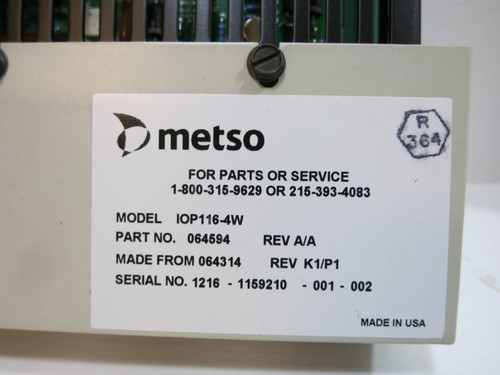 metso
R
364
FOR PARTS OR SERVICE
1-800-315-9629 OR 215-393-4083
MODEL IOP116-4W
PART NO. 064594 REV A/A
MADE FROM 064314 REV K1/P1
SERIAL NO. 1216 - 1159210 - 001 - 002
MADE IN USA